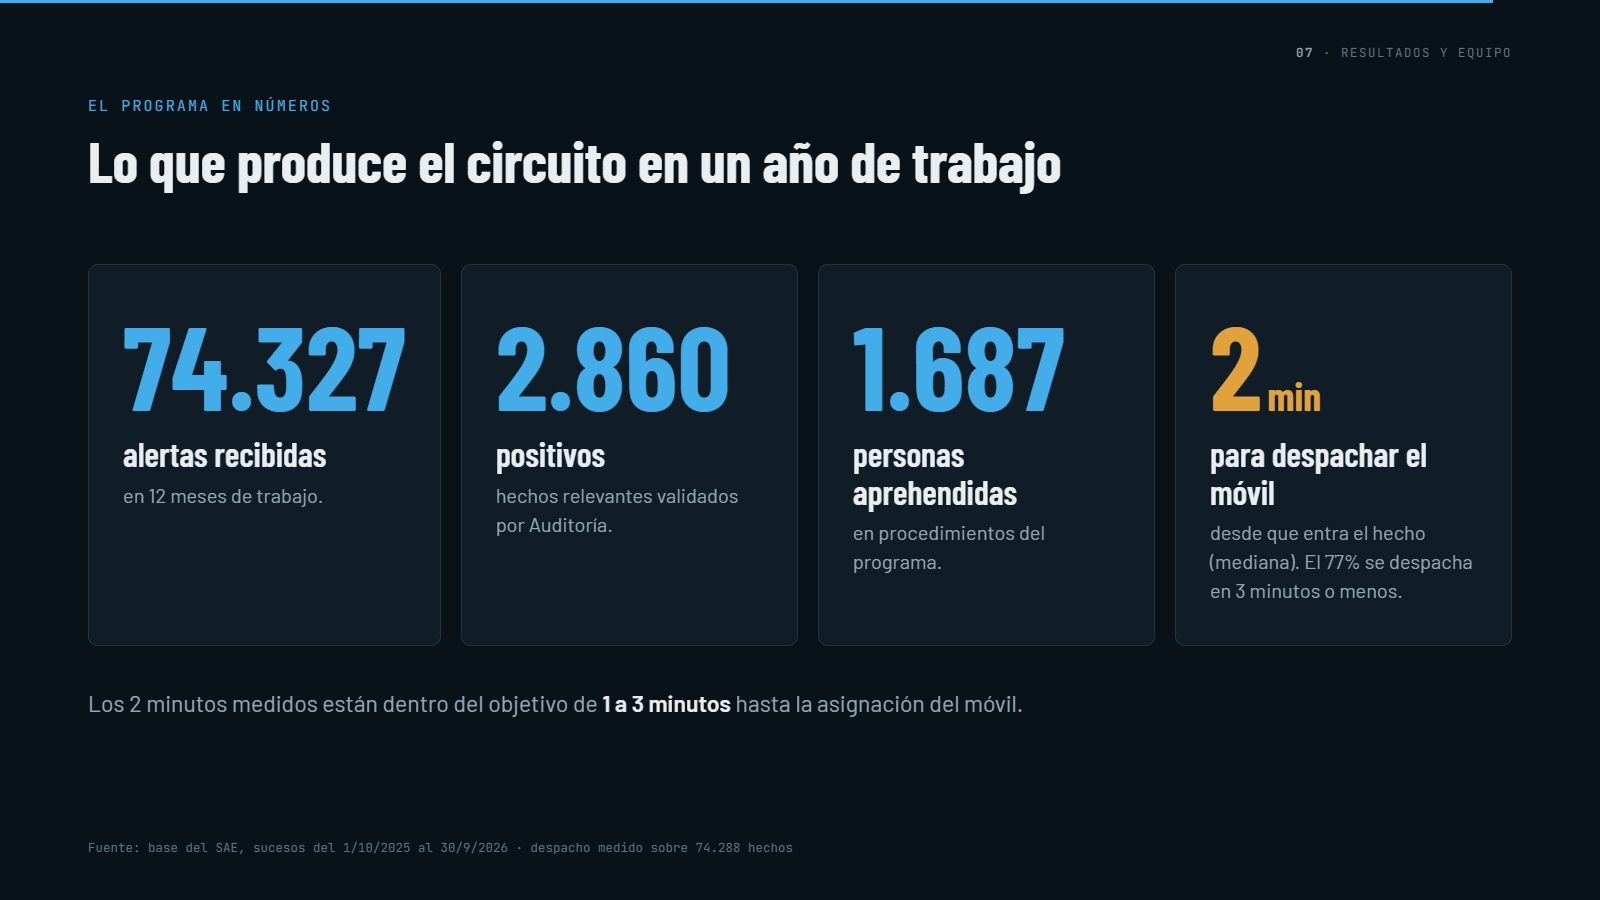 07 · RESULTADOS Y EQUIPO
EL PROGRAMA EN NÚMEROS
Lo que produce el circuito en un año de trabajo
74.327
alertas recibidas
en 12 meses de trabajo.
2.860
positivos
hechos relevantes validados
por Auditoría.
1.687
personas
aprehendidas
en procedimientos del
programa.
2 min
para despachar el
móvil
desde que entra el hecho
(mediana). El 77% se despacha
en 3 minutos o menos.
Los 2 minutos medidos están dentro del objetivo de 1 a 3 minutos hasta la asignación del móvil.
Fuente: base del SAE, sucesos del 1/10/2025 al 30/9/2026 · despacho medido sobre 74.288 hechos